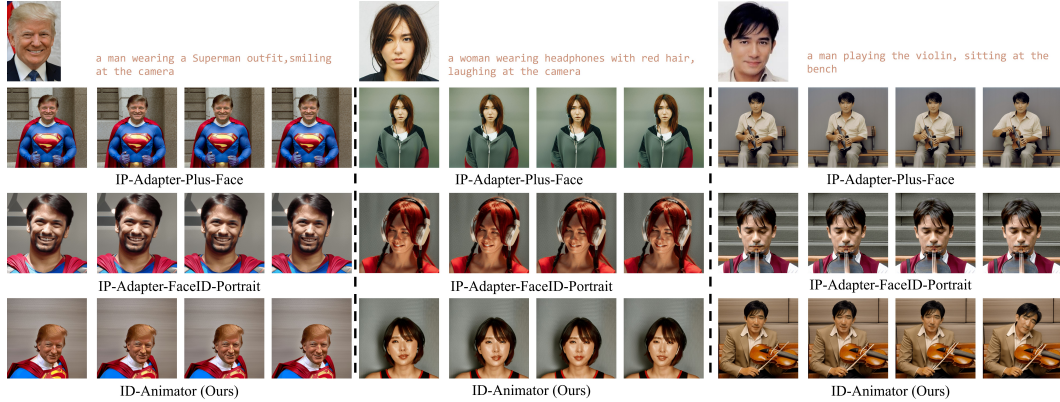 a man wearing a Superman outfit,smiling
at the camera
a woman wearing headphones with red hair,
laughing at the camera
a man playing the violin, sitting at the
bench
IP-Adapter-Plus-Face
IP-Adapter-Plus-Face
IP-Adapter-Plus-Face
IP-Adapter-FaceID-Portrait
IP-Adapter-FaceID-Portrait
IP-Adapter-FaceID-Portrait
ID-Animator (Ours)
ID-Animator (Ours)
ID-Animator (Ours)